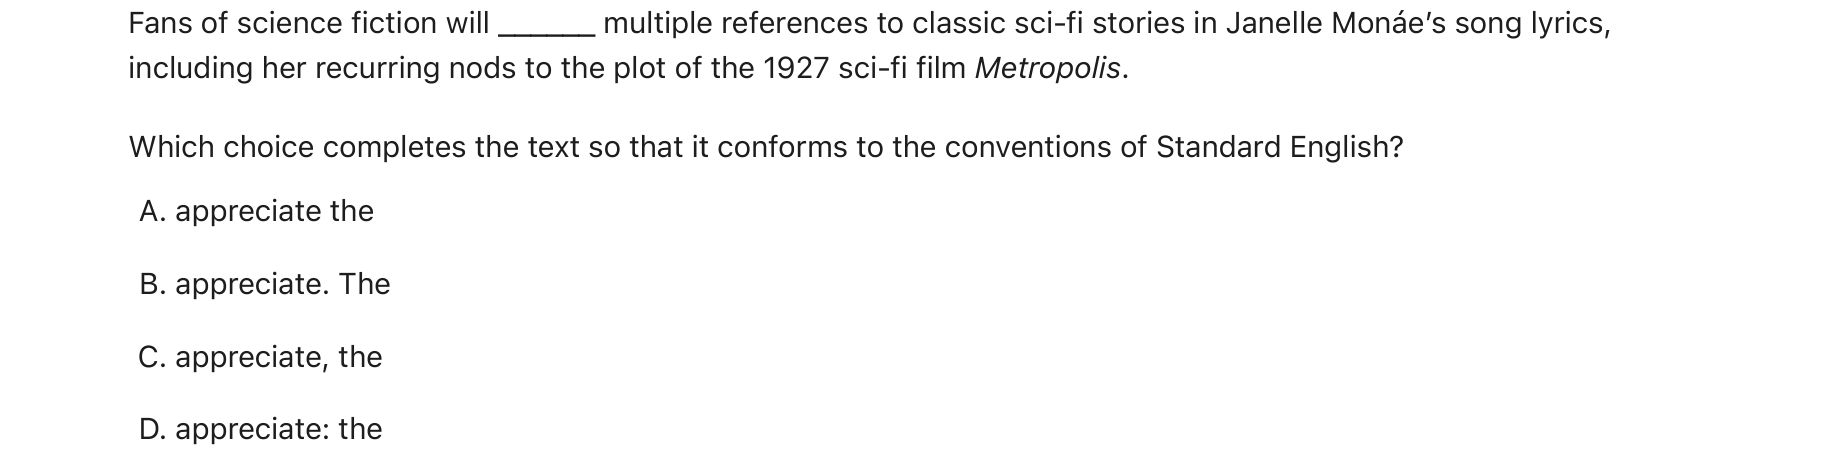 Fans of science fiction will ______ multiple references to classic sci-fi stories in Janelle Monáe’s song lyrics,
including her recurring nods to the plot of the 1927 sci-fi film Metropolis.
Which choice completes the text so that it conforms to the conventions of Standard English?
A. appreciate the
B. appreciate. The
C. appreciate, the
D. appreciate: the